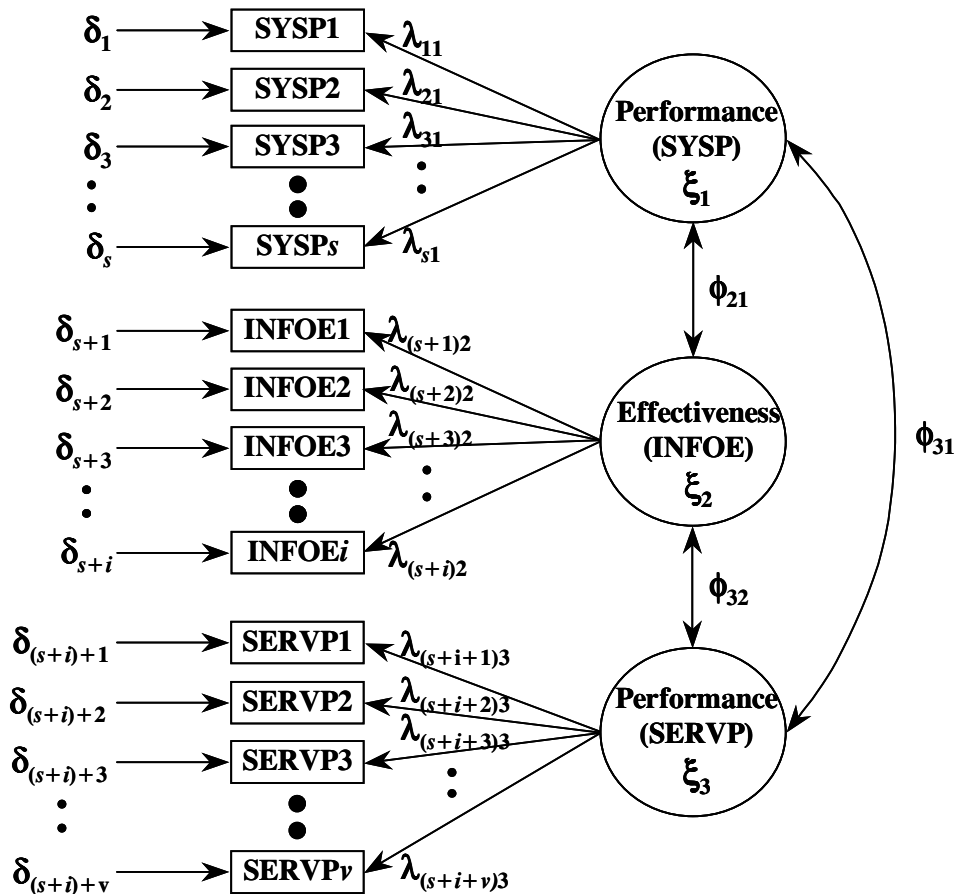 δ₁ SYSP1 λ₁₁
δ₂ SYSP2 λ₂₁
δ₃ SYSP3 λ₃₁
δₛ SYSPs λₛ₁
Performance
(SYSP)
ξ₁
ϕ₂₁
δₛ₊₁ INFOE1 λ₍ₛ₊₁₎₂
δₛ₊₂ INFOE2 λ₍ₛ₊₂₎₂
δₛ₊₃ INFOE3 λ₍ₛ₊₃₎₂
δₛ₊ᵢ INFOEi λ₍ₛ₊ᵢ₎₂
Effectiveness
(INFOE)
ξ₂
ϕ₃₁
ϕ₃₂
δ₍ₛ₊ᵢ₎₊₁ SERVP1 λ₍ₛ₊ᵢ₊₁₎₃
δ₍ₛ₊ᵢ₎₊₂ SERVP2 λ₍ₛ₊ᵢ₊₂₎₃
δ₍ₛ₊ᵢ₎₊₃ SERVP3 λ₍ₛ₊ᵢ₊₃₎₃
δ₍ₛ₊ᵢ₎₊ᵥ SERVPv λ₍ₛ₊ᵢ₊ᵥ₎₃
Performance
(SERVP)
ξ₃